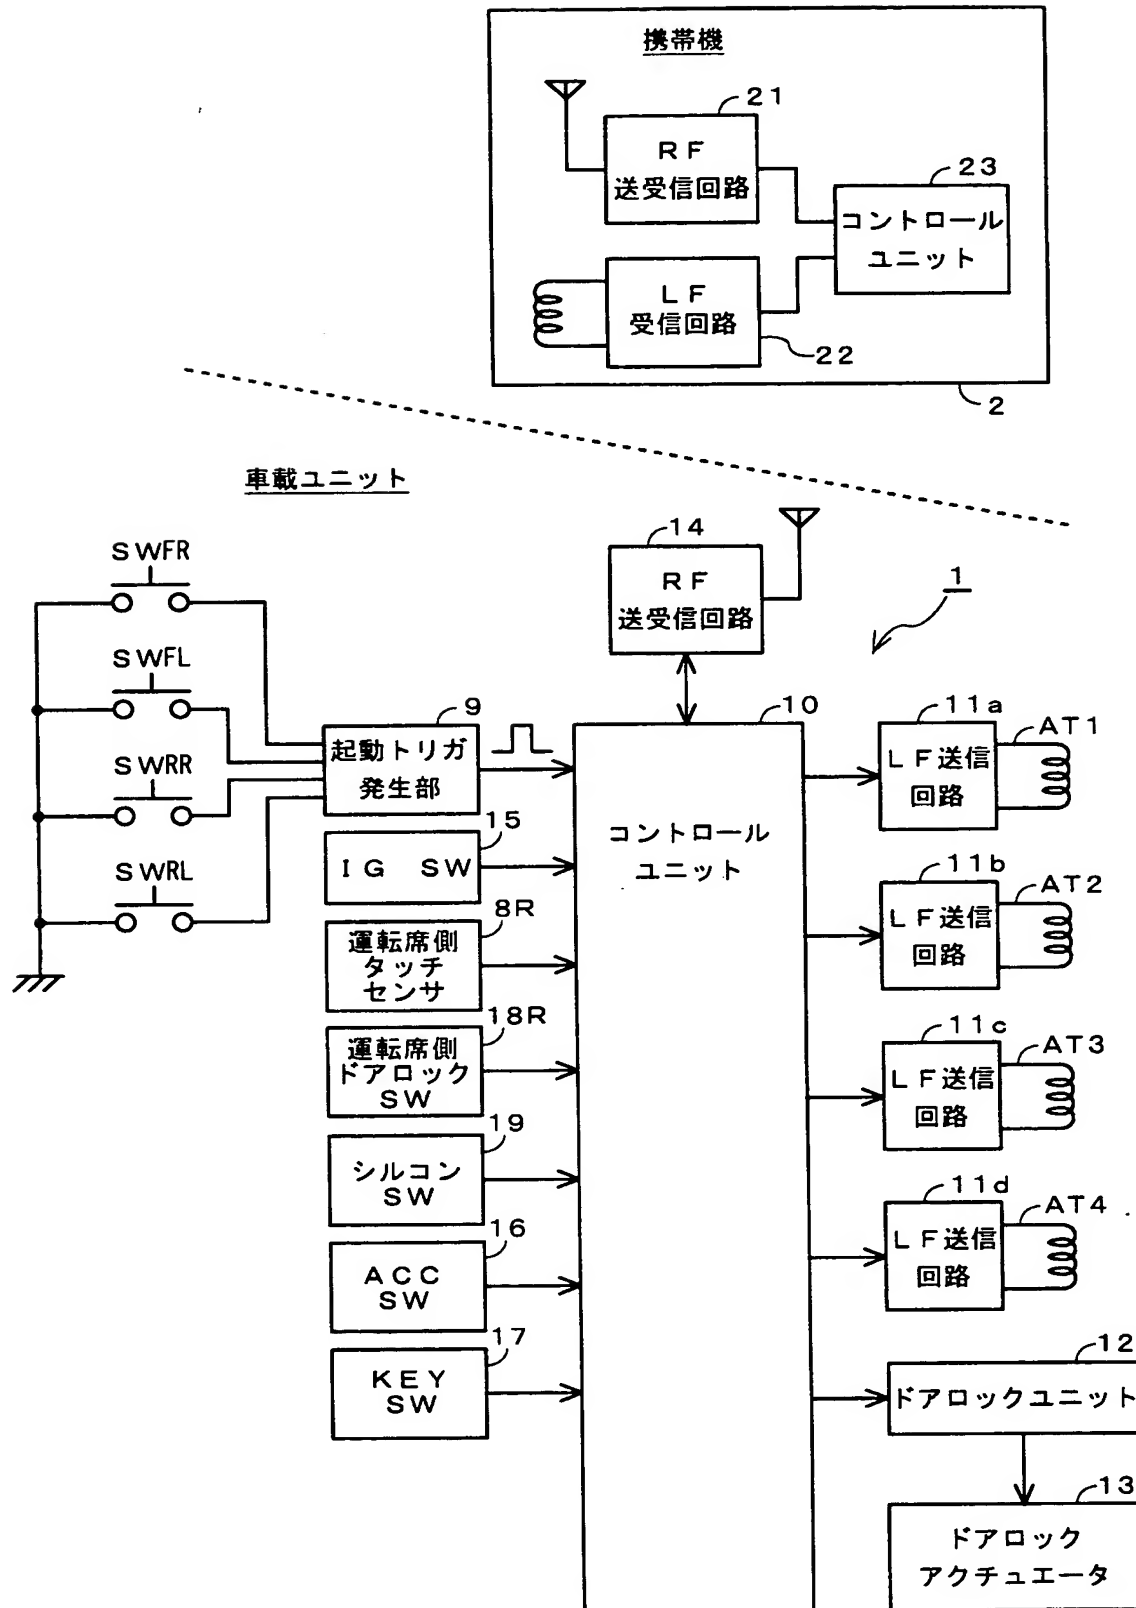 携帯機
21
RF
送受信回路
23
コントロール
ユニット
LF
受信回路
22
2
車載ユニット
14
RF
送受信回路
1
SWFR
SWFL
SWRR
SWRL
9
起動トリガ
発生部
10
コントロール
ユニット
15
IG SW
8R
運転席側
タッチ
センサ
18R
運転席側
ドアロック
SW
19
シルコン
SW
16
ACC
SW
17
KEY
SW
11a
LF送信
回路
AT1
11b
LF送信
回路
AT2
11c
LF送信
回路
AT3
11d
LF送信
回路
AT4
12
ドアロックユニット
13
ドアロック
アクチュエータ